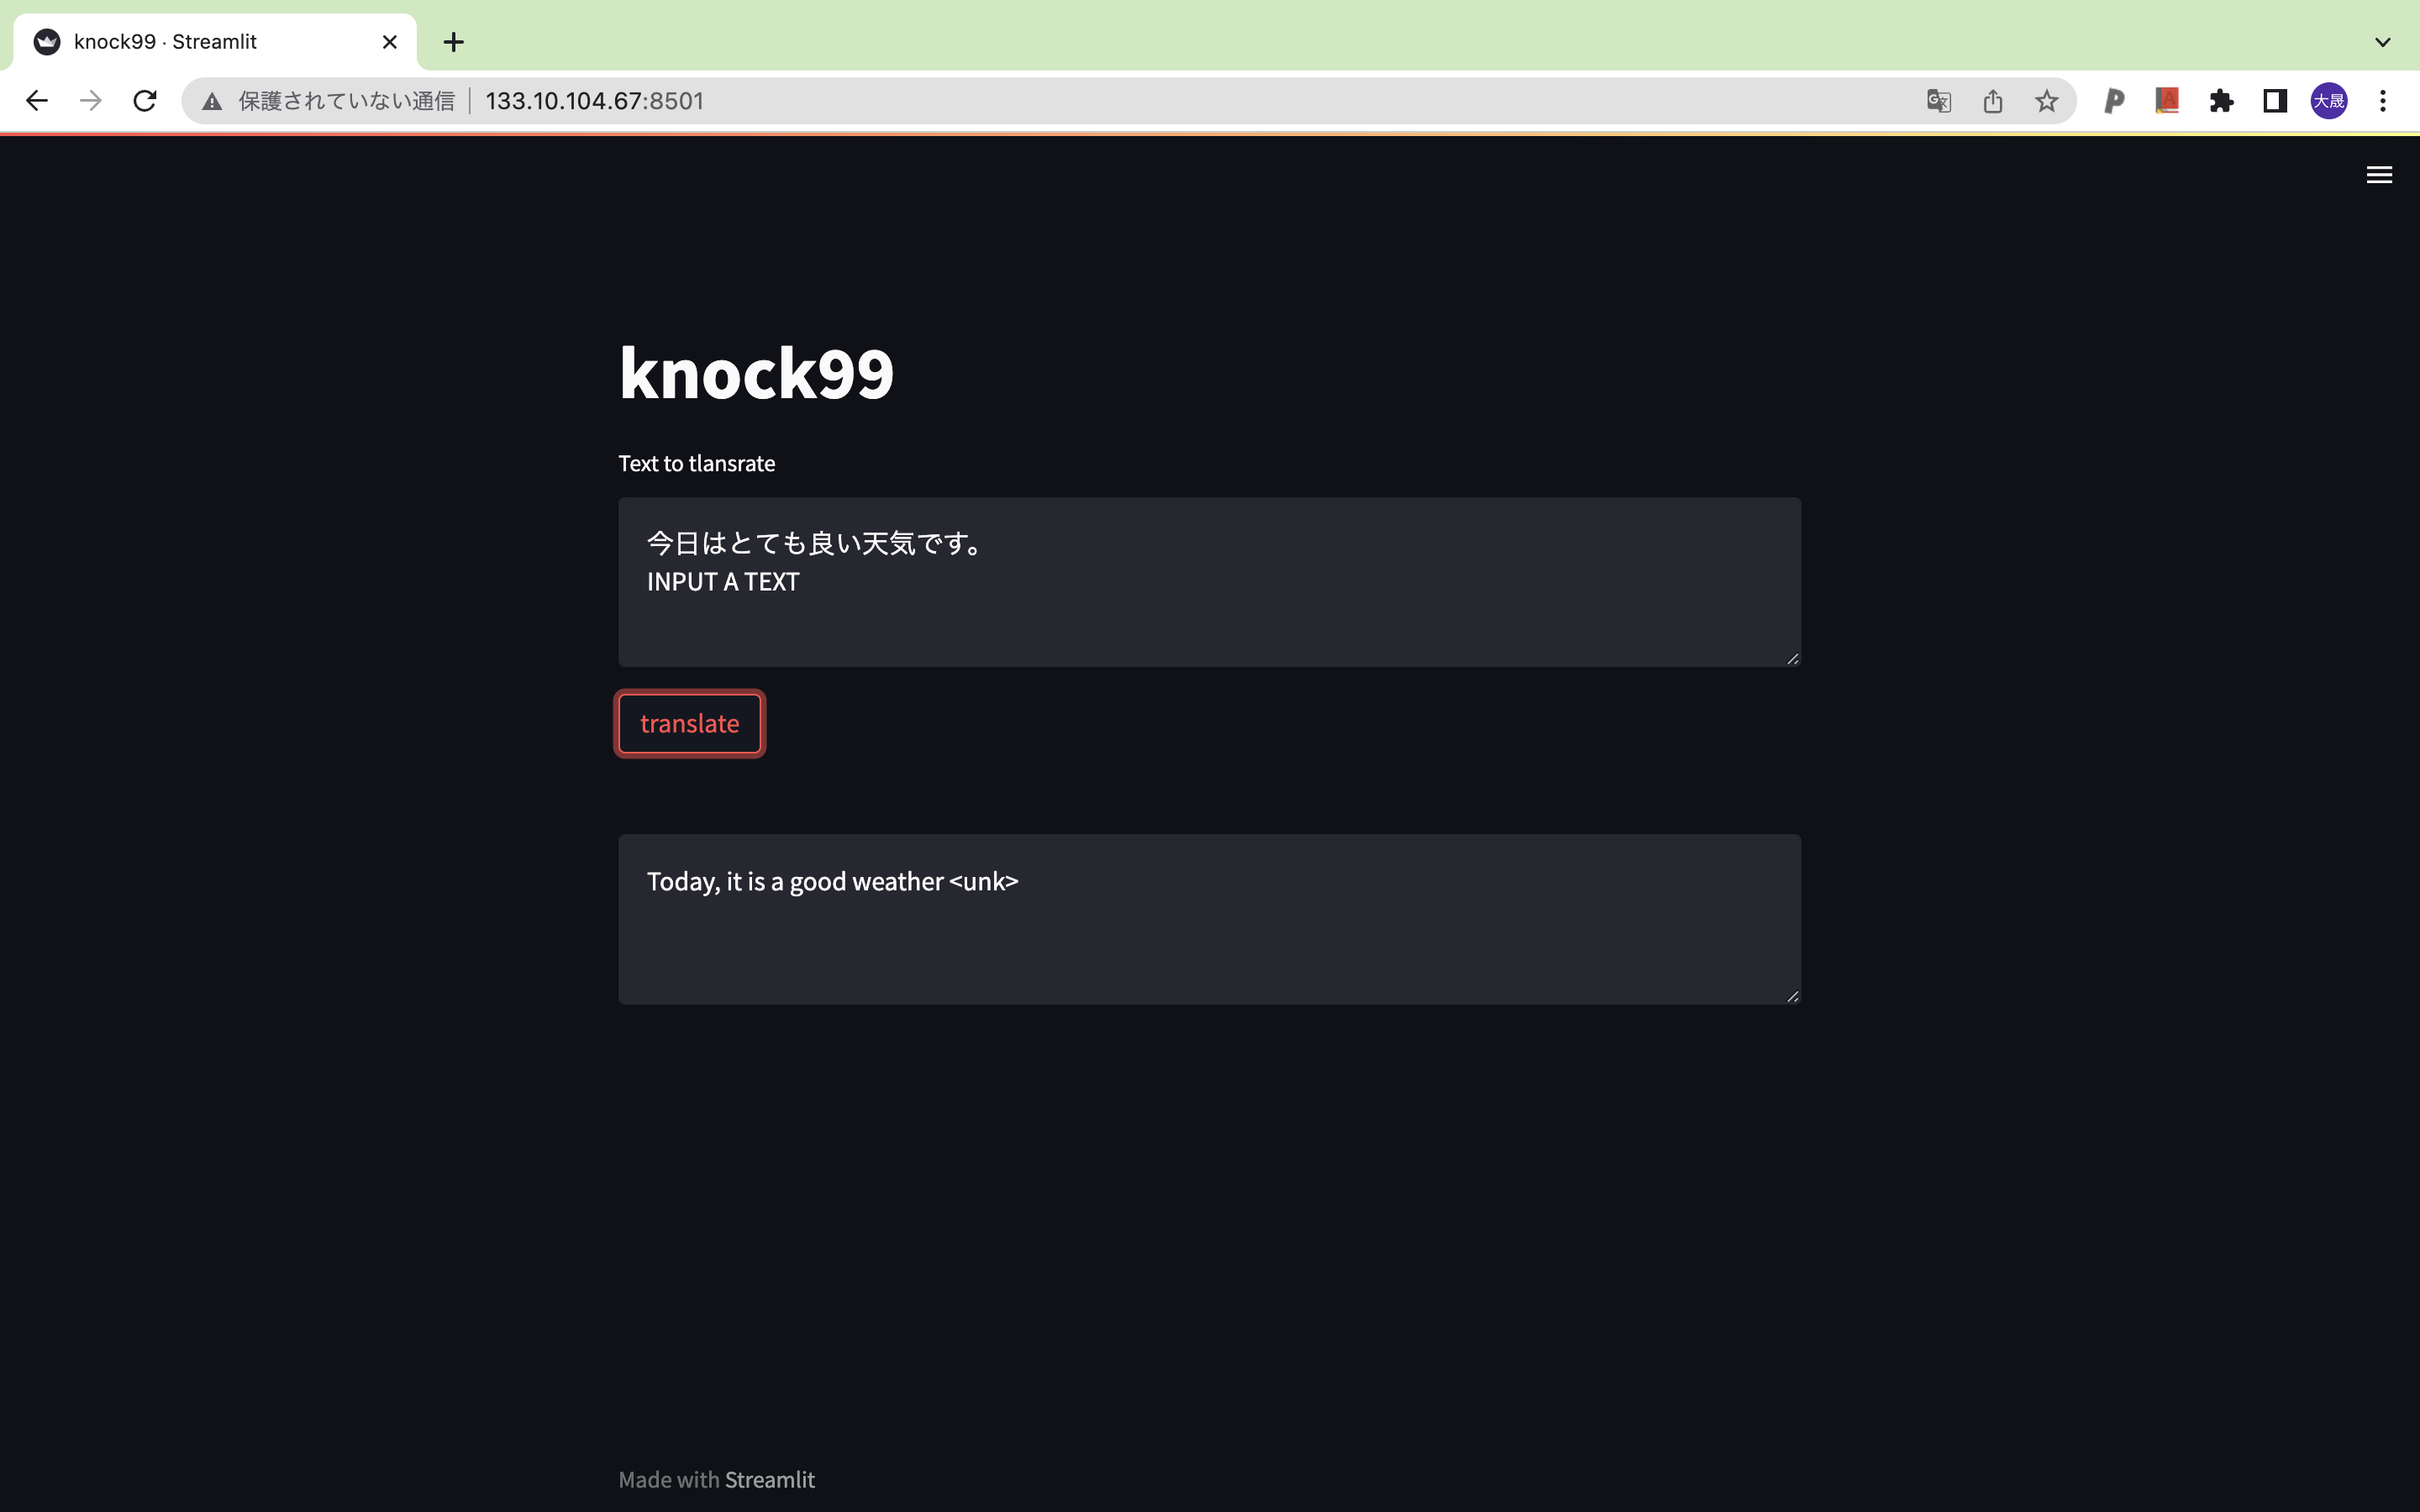 knock99 · Streamlit
保護されていない通信 133.10.104.67:8501
大晟
knock99
Text to tlansrate
今日はとても良い天気です。
INPUT A TEXT
translate
Today, it is a good weather <unk>
Made with Streamlit